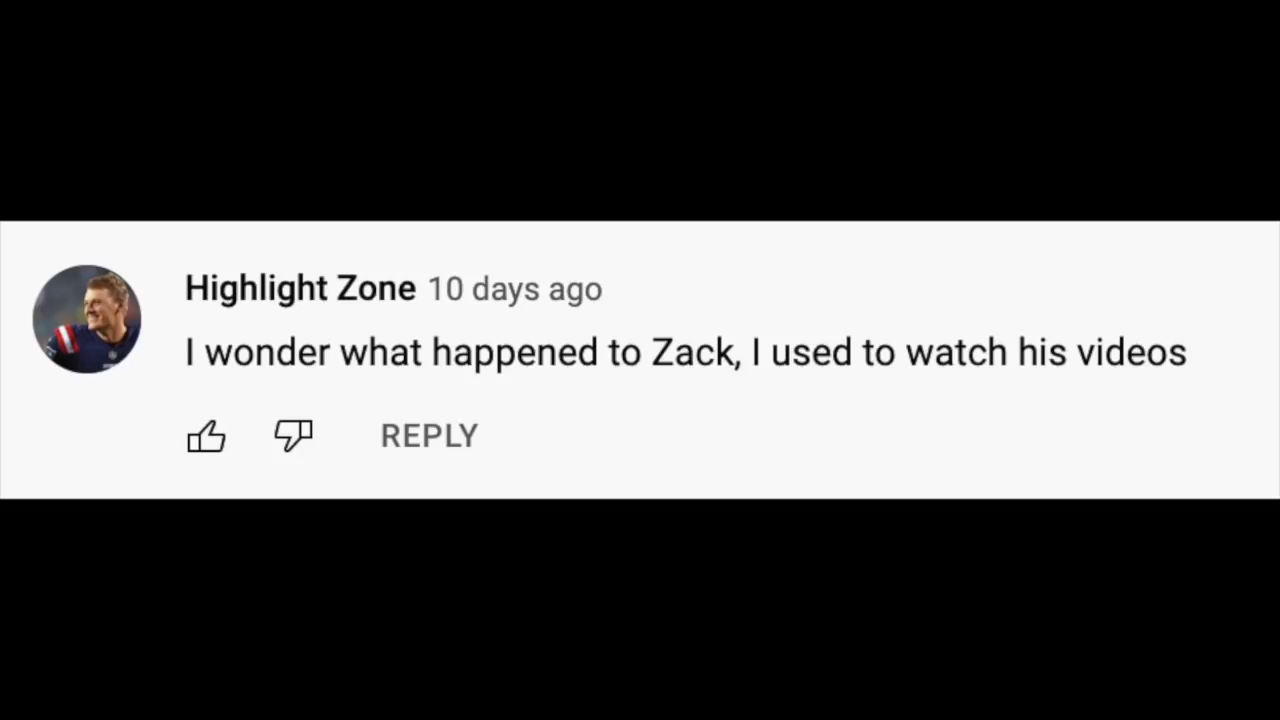 Highlight Zone 10 days ago
I wonder what happened to Zack, I used to watch his videos
REPLY